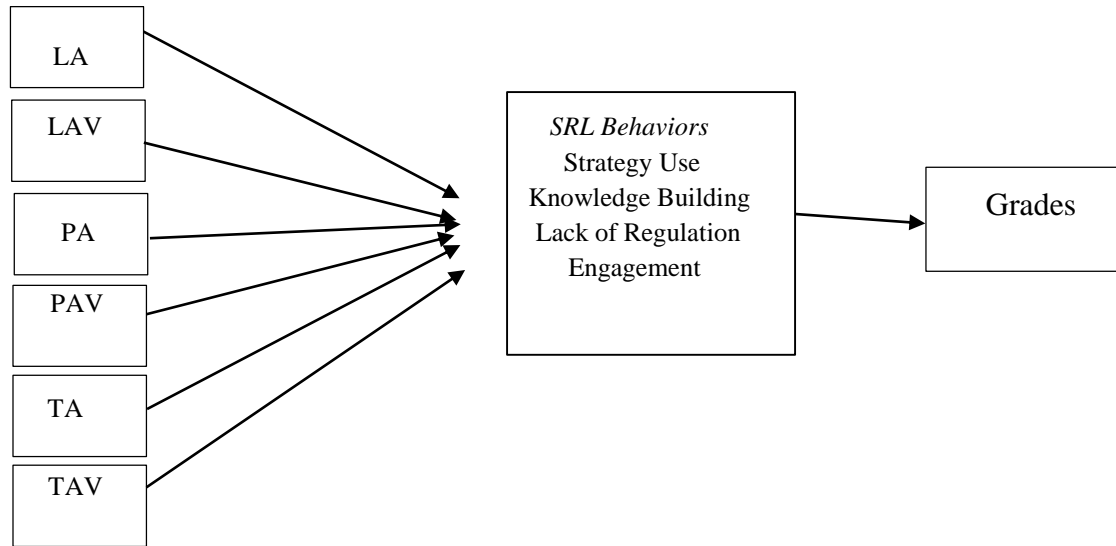 LA
LAV
PA
PAV
TA
TAV
SRL Behaviors
Strategy Use
Knowledge Building
Lack of Regulation
Engagement
Grades